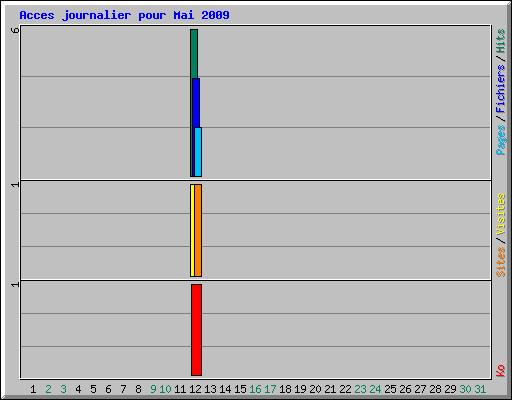 Acces journalier pour Mai 2009
6
Pages / Fichiers / Hits
1
Sites / Visites
1
Ko
1 2 3 4 5 6 7 8 9 10 11 12 13 14 15 16 17 18 19 20 21 22 23 24 25 26 27 28 29 30 31